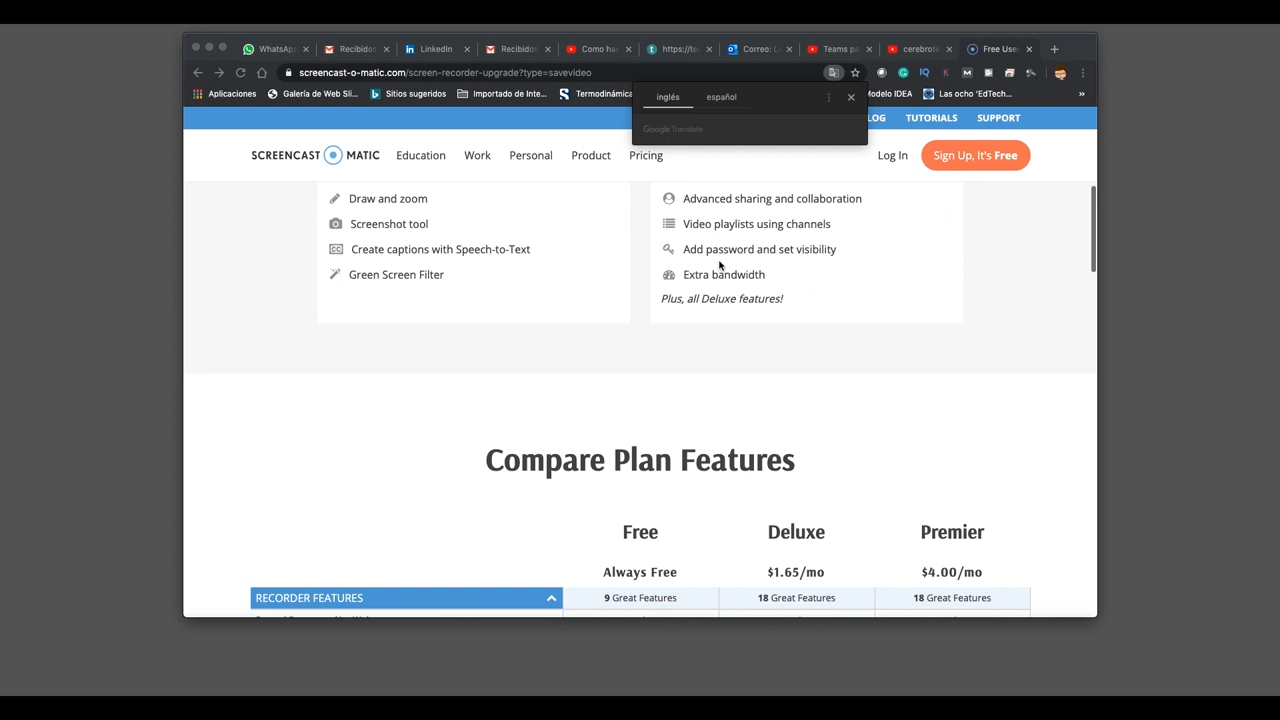 WhatsApp
Recibidos
LinkedIn
Recibidos
Como hac
https://te
Correo: L
Teams pa
cerebrote
Free User
screencast-o-matic.com/screen-recorder-upgrade?type=savevideo
Aplicaciones
Galería de Web Sli...
Sitios sugeridos
Importado de Inte...
Termodinámica
Modelo IDEA
Las ocho 'EdTech...
»
inglés español
Google Translate
LOG TUTORIALS SUPPORT
SCREENCAST MATIC Education Work Personal Product Pricing Log In Sign Up, It's Free
Draw and zoom
Screenshot tool
CC Create captions with Speech-to-Text
Green Screen Filter
Advanced sharing and collaboration
Video playlists using channels
Add password and set visibility
Extra bandwidth
Plus, all Deluxe features!
Compare Plan Features
Free Deluxe Premier
Always Free $1.65/mo $4.00/mo
RECORDER FEATURES 9 Great Features 18 Great Features 18 Great Features